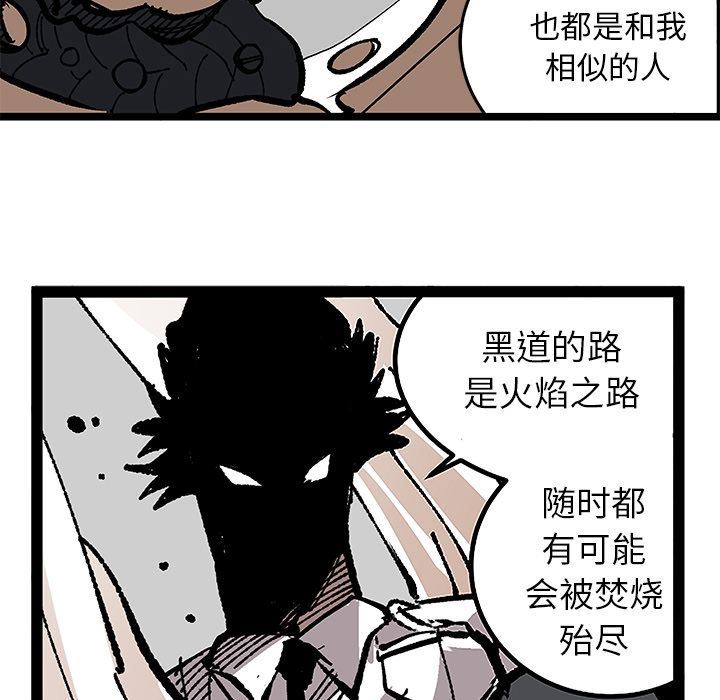 也都是和我
相似的人
黑道的路
是火焰之路
随时都
有可能
会被焚烧
殆尽